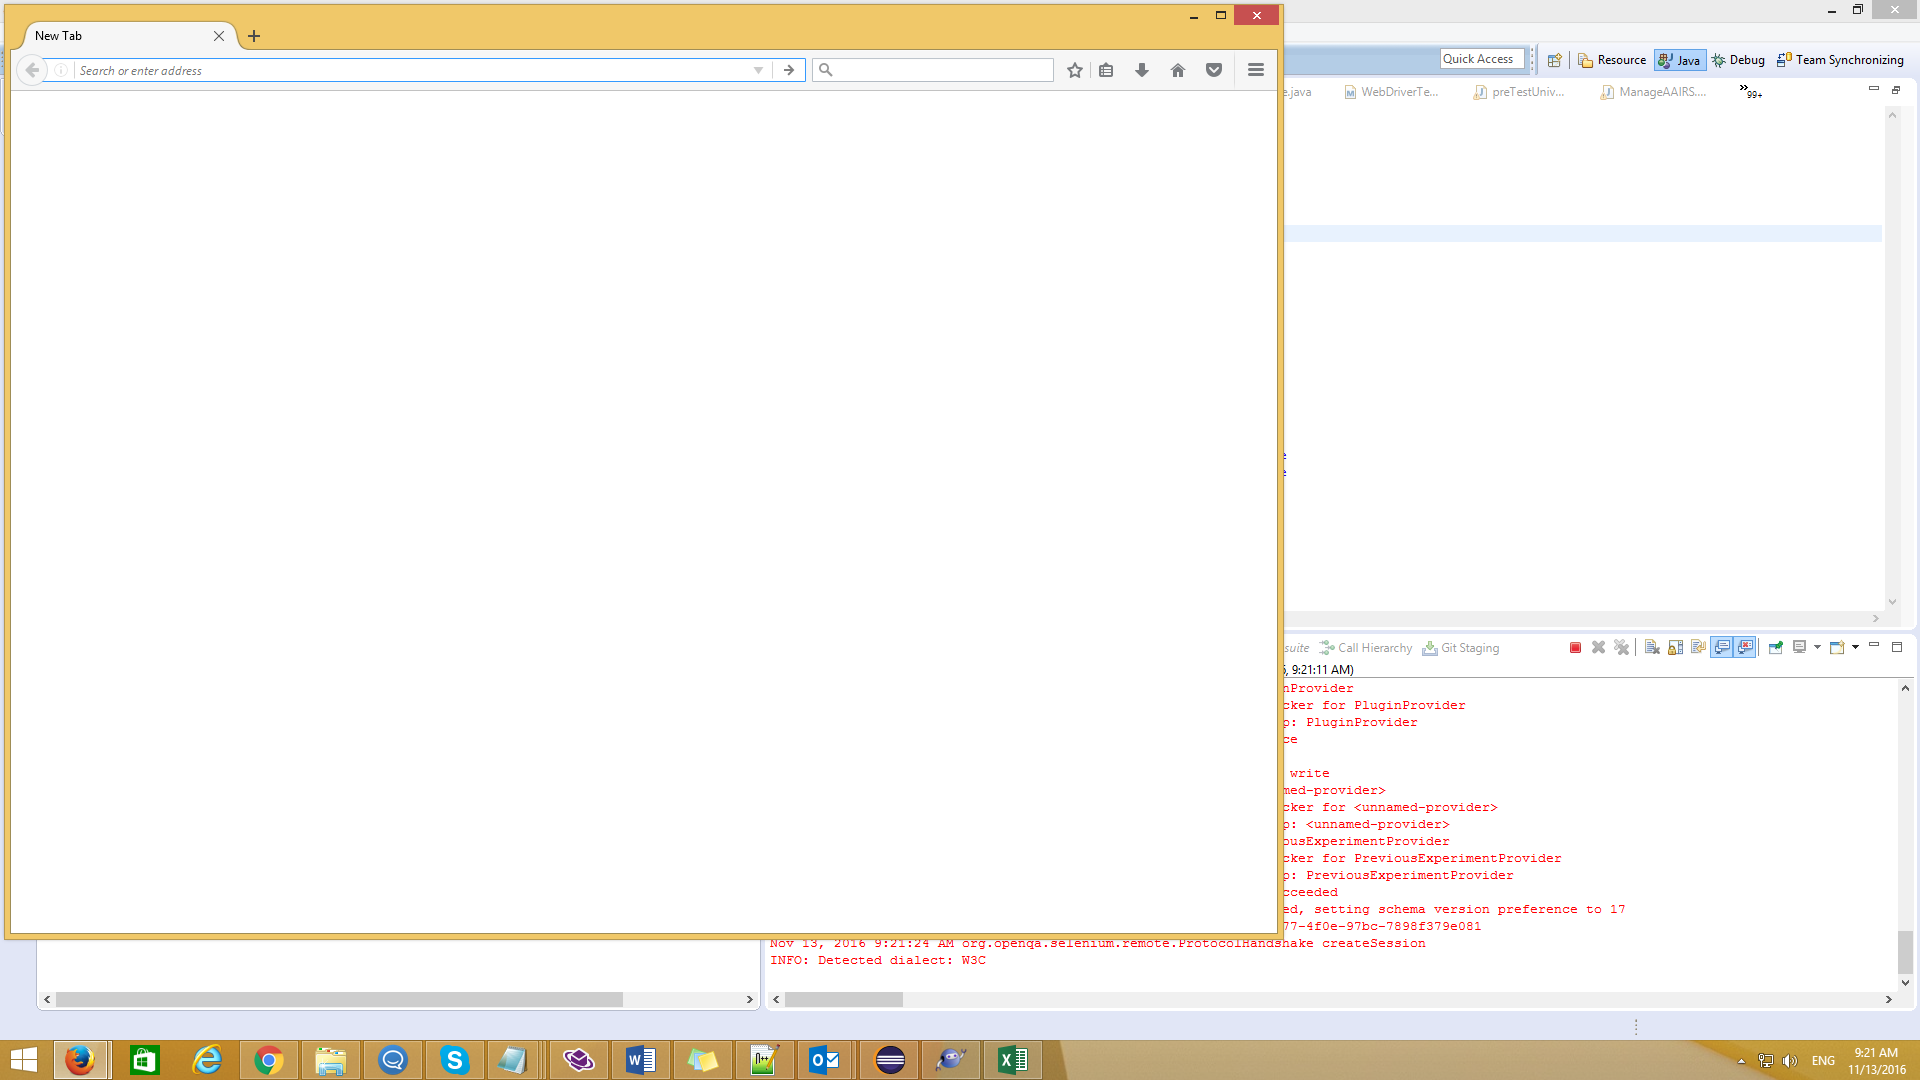 New Tab
Search or enter address
Quick Access
Resource
Java
Debug
Team Synchronizing
.java
WebDriverTe...
preTestUniv...
ManageAAIRS....
99+
suite
Call Hierarchy
Git Staging
, 9:21:11 AM)
nProvider
cker for PluginProvider
p: PluginProvider
ce
write
med-provider>
cker for <unnamed-provider>
p: <unnamed-provider>
ousExperimentProvider
cker for PreviousExperimentProvider
p: PreviousExperimentProvider
cceeded
ed, setting schema version preference to 17
77-4f0e-97bc-7898f379e081
Nov 13, 2016 9:21:24 AM org.openqa.selenium.remote.ProtocolHandshake createSession
INFO: Detected dialect: W3C
ENG
9:21 AM
11/13/2016